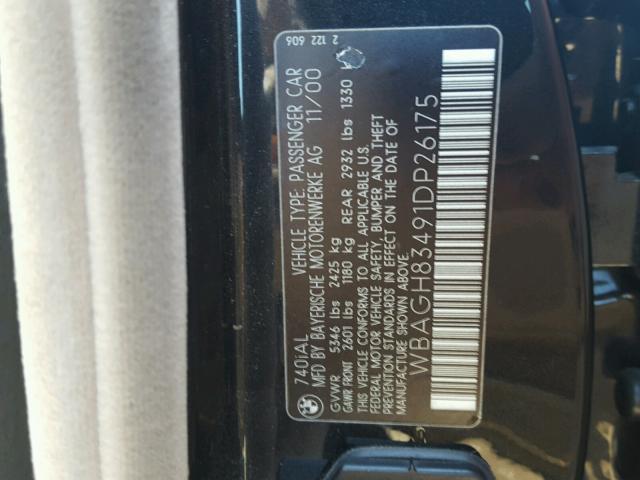 740iAL VEHICLE TYPE: PASSENGER CAR
MFD BY BAYERISCHE MOTORENWERKE AG 11/00
GVWR 5346 lbs 2425 kg
GAWR FRONT 2601 lbs 1180 kg REAR 2932 lbs 1330 k
THIS VEHICLE CONFORMS TO ALL APPLICABLE U.S.
FEDERAL MOTOR VEHICLE SAFETY, BUMPER AND THEFT
PREVENTION STANDARDS IN EFFECT ON THE DATE OF
MANUFACTURE SHOWN ABOVE.
WBAGH83491DP26175
2 122 606